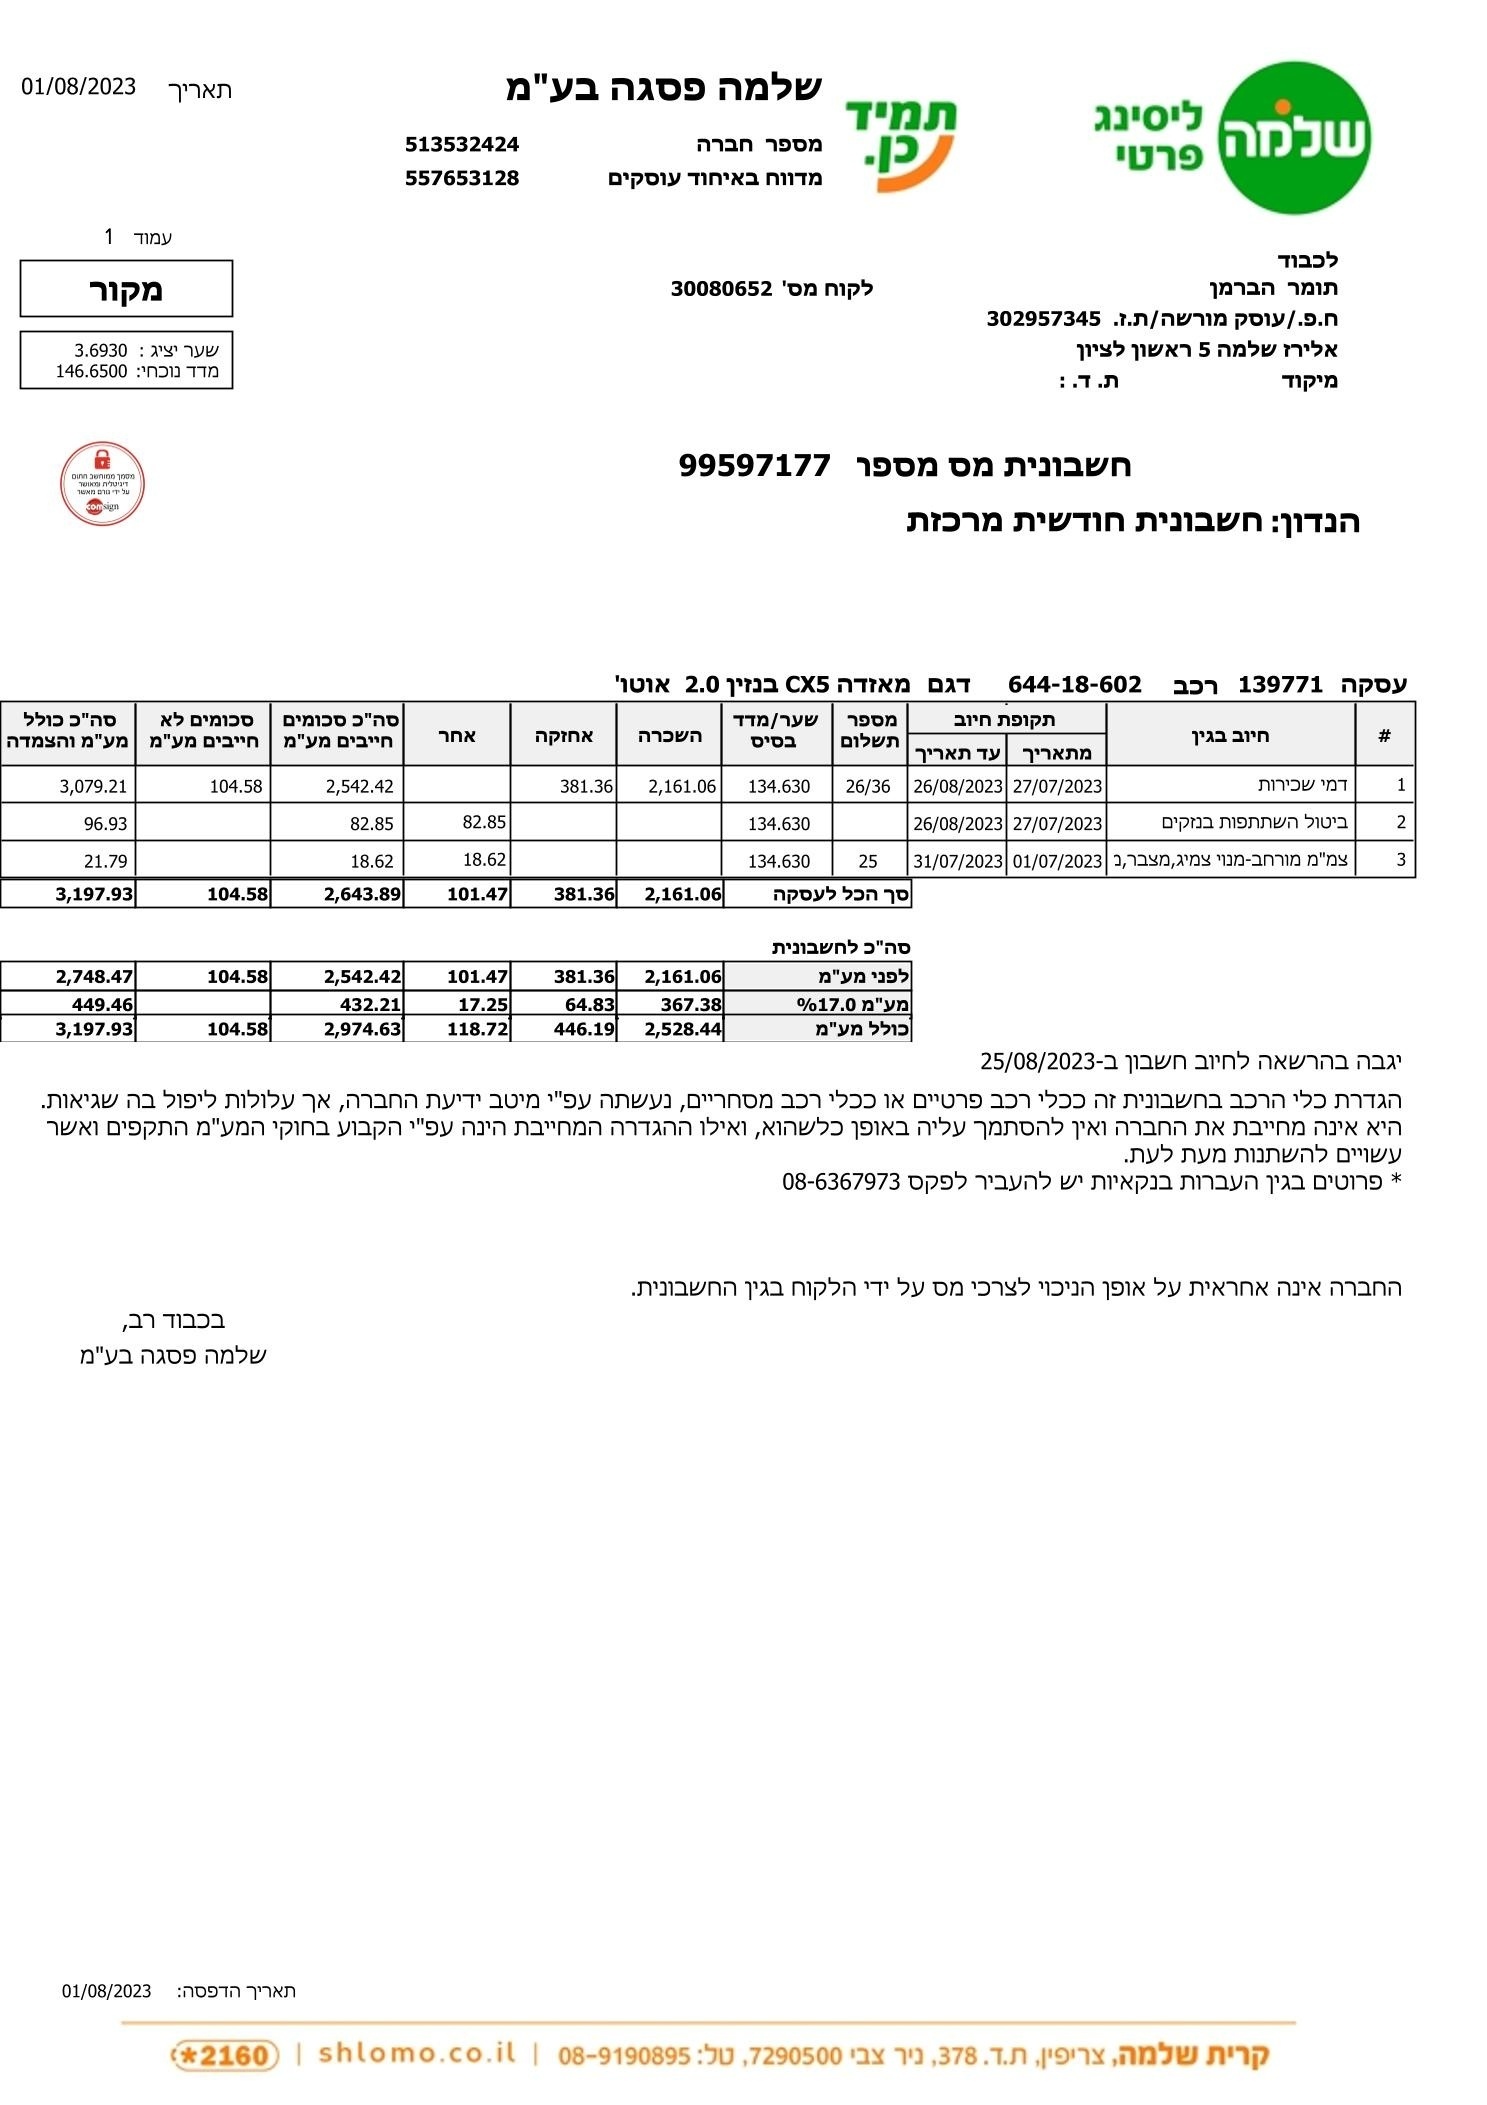 שלמה
ליסינג
פרטי
תמיד
כן.
שלמה פסגה בע"מ
תאריך 01/08/2023
מספר חברה 513532424
מדווח באיחוד עוסקים 557653128
עמוד 1
מקור
שער יציג : 3.6930
מדד נוכחי: 146.6500
לכבוד
תומר הברמן לקוח מס' 30080652
ח.פ./עוסק מורשה/ת.ז. 302957345
אלירז שלמה 5 ראשון לציון
מיקוד ת. ד. :
מסמך ממוחשב חתום
דיגיטלית ומאושר
על ידי גורם מאשר
comsign
חשבונית מס מספר 99597177
הנדון: חשבונית חודשית מרכזת
עסקה 139771 רכב 644-18-602 דגם מאזדה CX5 בנזין 2.0 אוטו'
# חיוב בגין תקופת חיוב מתאריך עד תאריך מספר תשלום שער/מדד בסיס השכרה אחזקה אחר סה"כ סכומים חייבים מע"מ סכומים לא חייבים מע"מ סה"כ כולל מע"מ והצמדה
1 דמי שכירות 27/07/2023 26/08/2023 26/36 134.630 2,161.06 381.36 2,542.42 104.58 3,079.21
2 ביטול השתתפות בנזקים 27/07/2023 26/08/2023 134.630 82.85 82.85 96.93
3 צמ"מ מורחב-מנוי צמיג,מצבר,נ 01/07/2023 31/07/2023 25 134.630 18.62 18.62 21.79
סך הכל לעסקה 2,161.06 381.36 101.47 2,643.89 104.58 3,197.93
סה"כ לחשבונית
לפני מע"מ 2,161.06 381.36 101.47 2,542.42 104.58 2,748.47
מע"מ 17.0% 367.38 64.83 17.25 432.21 449.46
כולל מע"מ 2,528.44 446.19 118.72 2,974.63 104.58 3,197.93
יגבה בהרשאה לחיוב חשבון ב-25/08/2023
הגדרת כלי הרכב בחשבונית זה ככלי רכב פרטיים או ככלי רכב מסחריים, נעשתה עפ"י מיטב ידיעת החברה, אך עלולות ליפול בה שגיאות.
היא אינה מחייבת את החברה ואין להסתמך עליה באופן כלשהוא, ואילו ההגדרה המחייבת הינה עפ"י הקבוע בחוקי המע"מ התקפים ואשר
עשויים להשתנות מעת לעת.
* פרוטים בגין העברות בנקאיות יש להעביר לפקס 08-6367973
החברה אינה אחראית על אופן הניכוי לצרכי מס על ידי הלקוח בגין החשבונית.
בכבוד רב,
שלמה פסגה בע"מ
תאריך הדפסה: 01/08/2023
קרית שלמה, צריפין, ת.ד. 378, ניר צבי 7290500, טל: 08-9190895 | shlomo.co.il | *2160